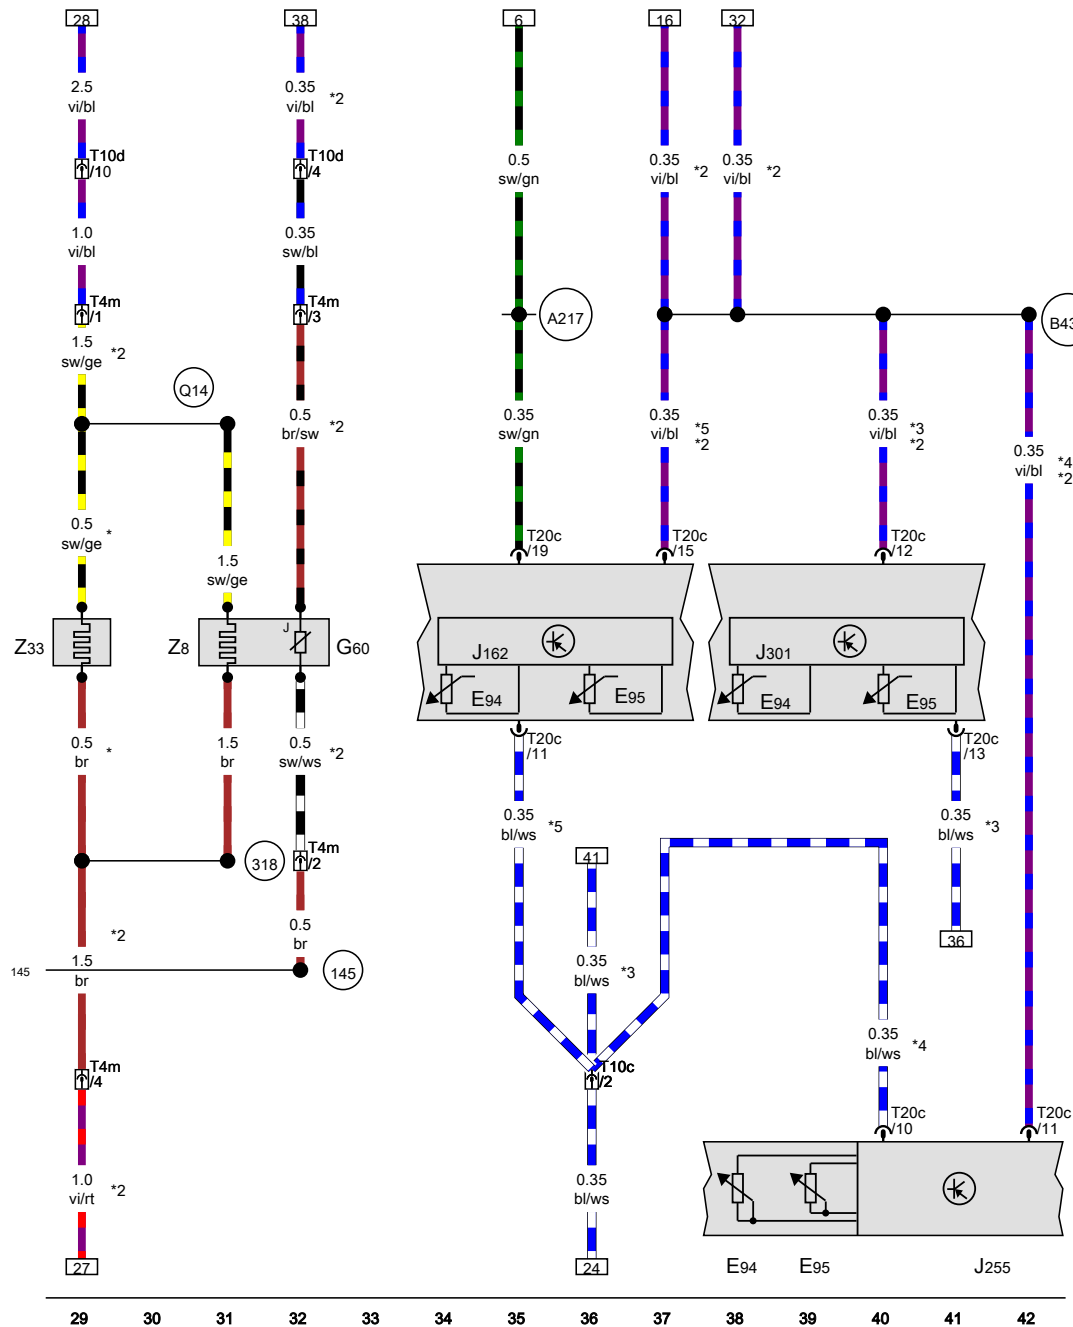 28
38
6
16
32
2.5
vi/bl
0.35
vi/bl
*2
T10d
/10
T10d
/4
0.5
sw/gn
0.35
vi/bl
*2
0.35
vi/bl
*2
1.0
vi/bl
0.35
sw/bl
T4m
/1
T4m
/3
A217
B43
1.5
sw/ge
*2
Q14
0.5
br/sw
*2
0.35
sw/gn
0.35
vi/bl
*5
*2
0.35
vi/bl
*3
*2
0.35
vi/bl
*4
*2
0.5
sw/ge
*
1.5
sw/ge
T20c
/19
T20c
/15
T20c
/12
Z33
Z8
J
G60
J162
E94
E95
J301
E94
E95
0.5
br
*
1.5
br
0.5
sw/ws
*2
T20c
/11
T20c
/13
0.35
bl/ws
*5
0.35
bl/ws
*3
318
T4m
/2
41
*2
1.5
br
0.5
br
36
145
145
0.35
bl/ws
*3
0.35
bl/ws
*4
T4m
/4
T10c
/2
T20c
/10
T20c
/11
1.0
vi/rt
*2
0.35
bl/ws
27
24
E94
E95
J255
29 30 31 32 33 34 35 36 37 38 39 40 41 42